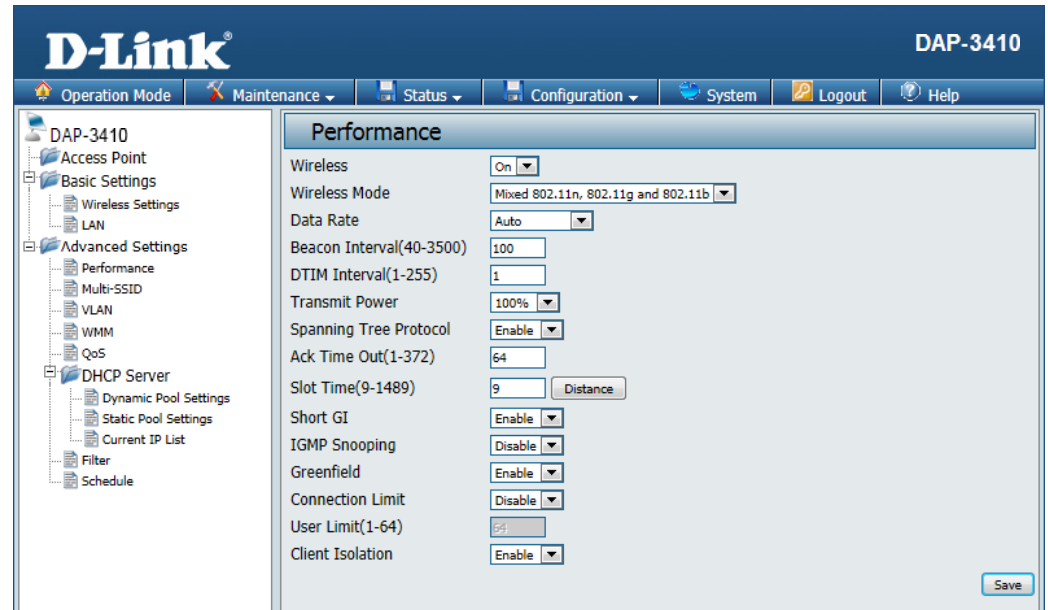 D-Link®
DAP-3410
Operation Mode Maintenance Status Configuration System Logout Help
DAP-3410
Access Point
Basic Settings
Wireless Settings
LAN
Advanced Settings
Performance
Multi-SSID
VLAN
WMM
QoS
DHCP Server
Dynamic Pool Settings
Static Pool Settings
Current IP List
Filter
Schedule
Performance
Wireless On
Wireless Mode Mixed 802.11n, 802.11g and 802.11b
Data Rate Auto
Beacon Interval(40-3500) 100
DTIM Interval(1-255) 1
Transmit Power 100%
Spanning Tree Protocol Enable
Ack Time Out(1-372) 64
Slot Time(9-1489) 9 Distance
Short GI Enable
IGMP Snooping Disable
Greenfield Enable
Connection Limit Disable
User Limit(1-64) 64
Client Isolation Enable
Save